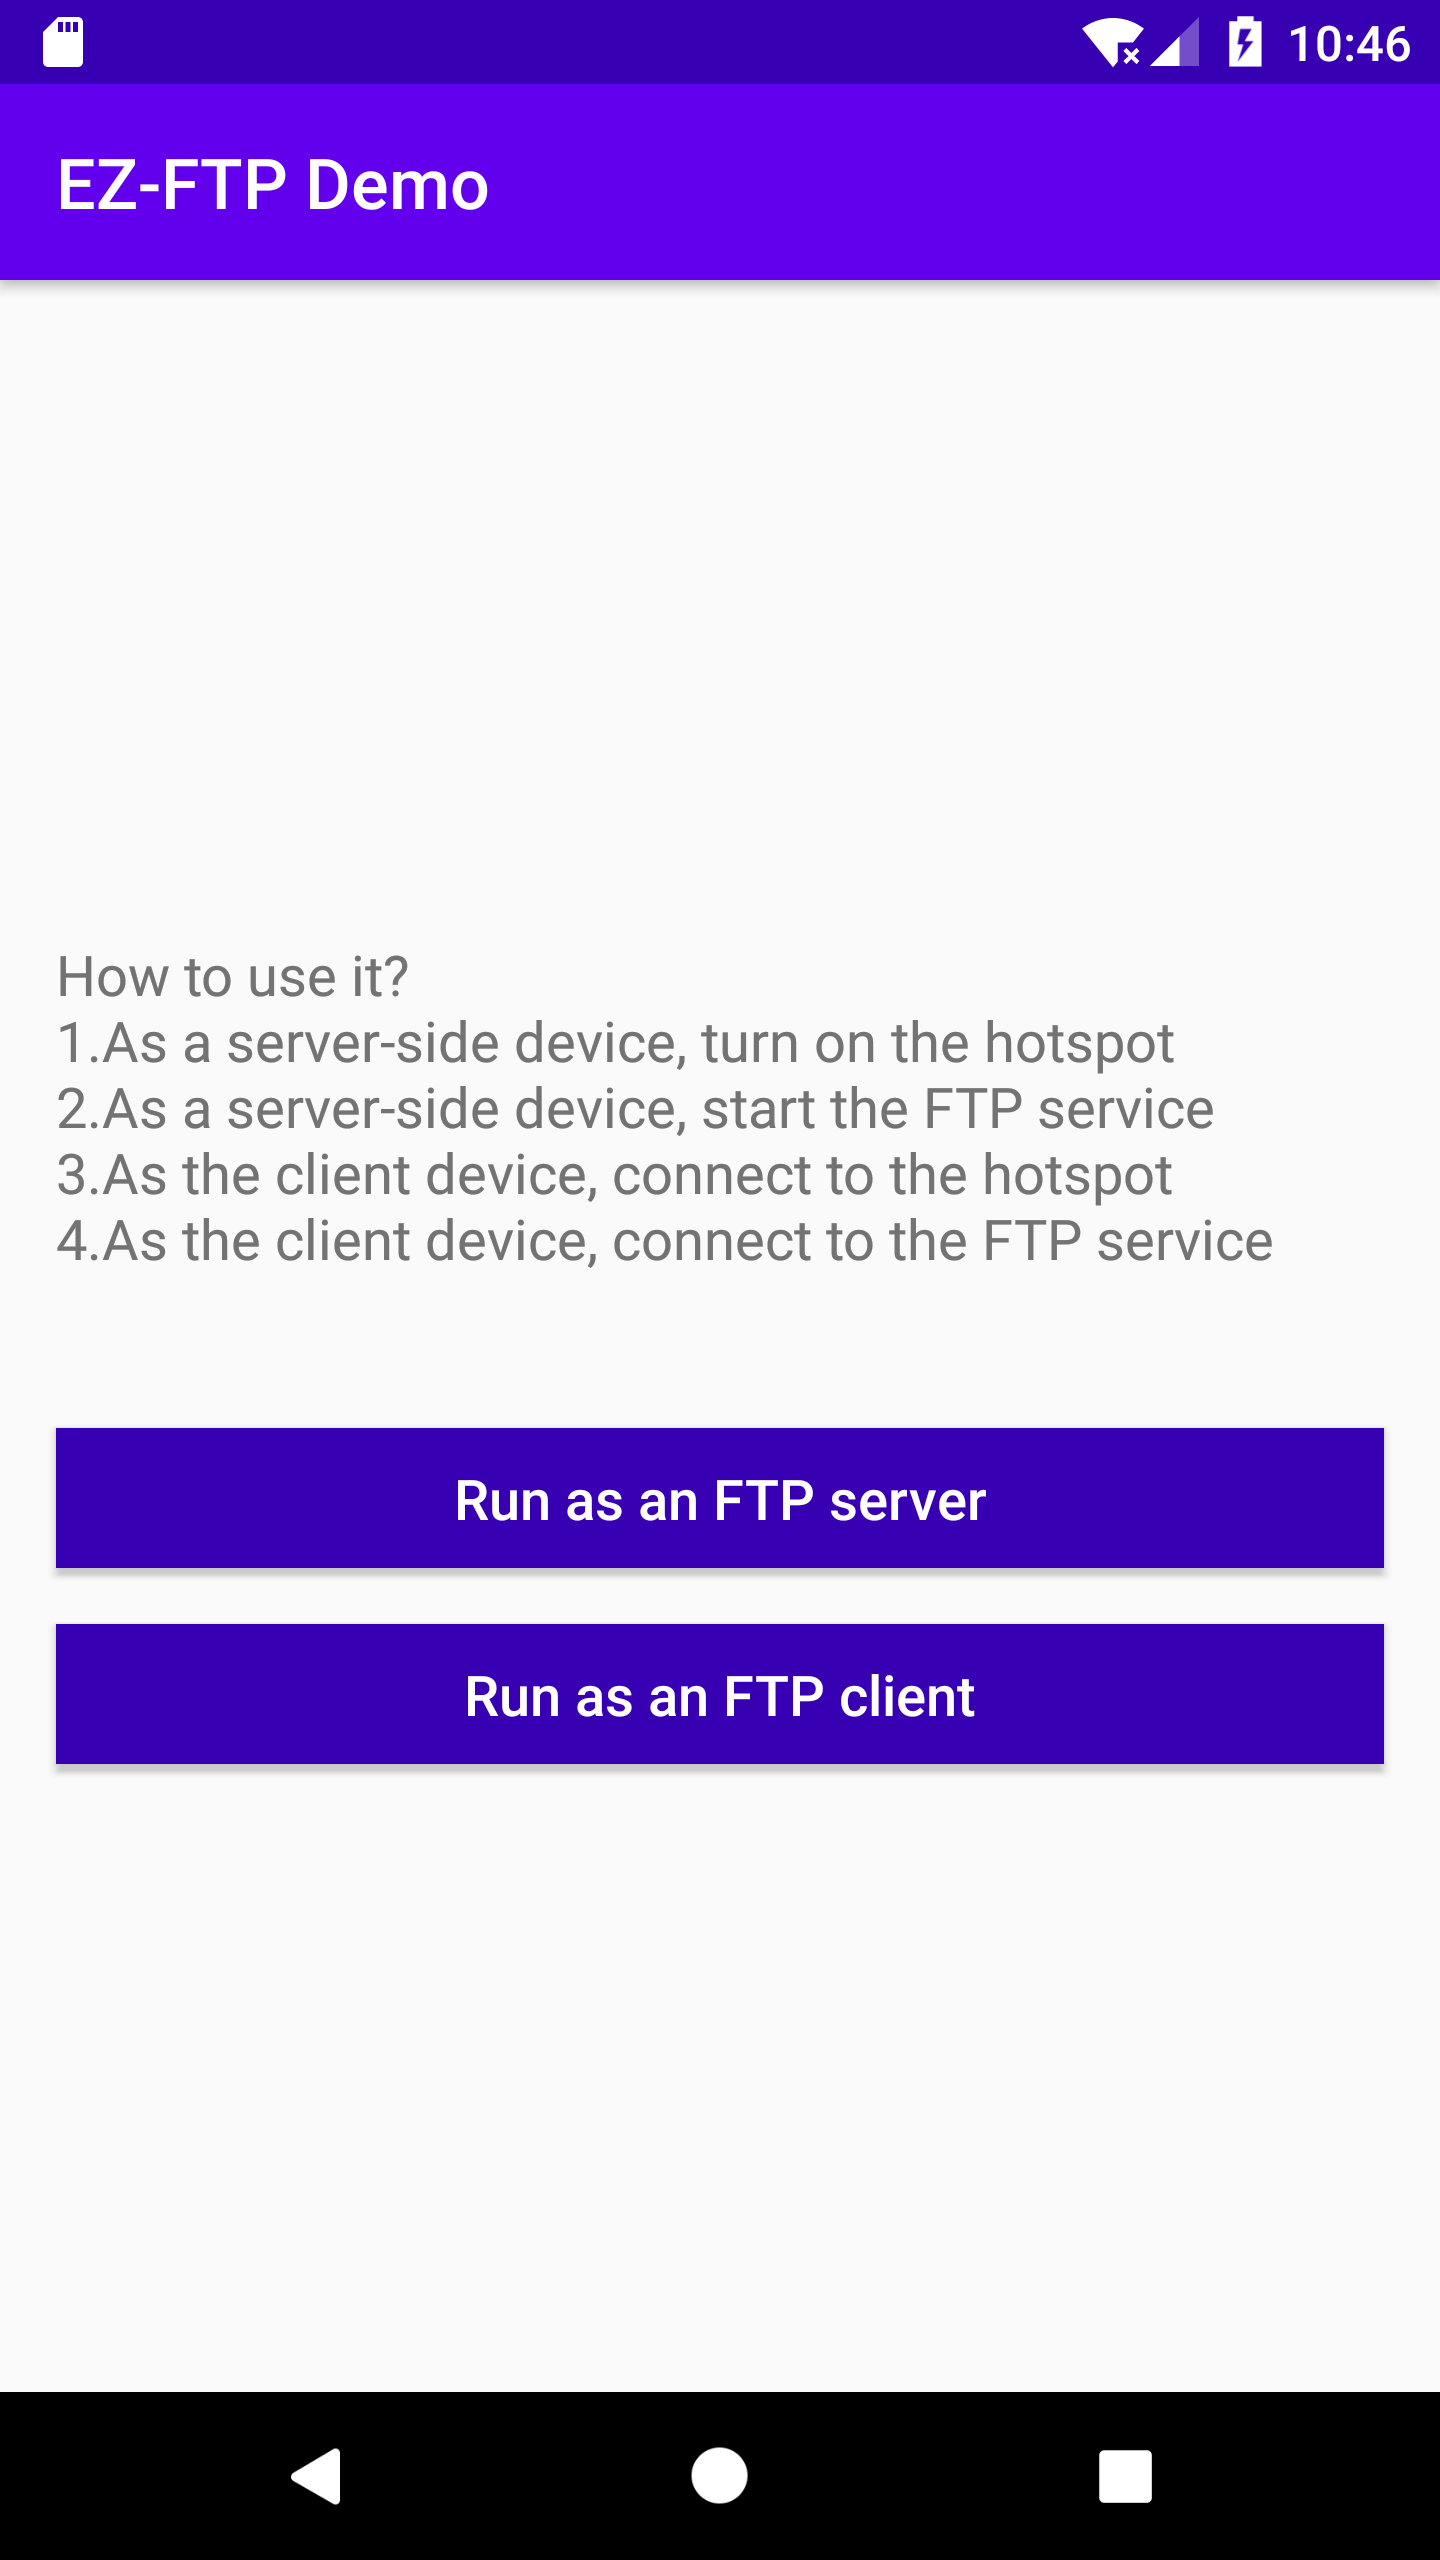 10:46
EZ-FTP Demo
How to use it?
1.As a server-side device, turn on the hotspot
2.As a server-side device, start the FTP service
3.As the client device, connect to the hotspot
4.As the client device, connect to the FTP service
Run as an FTP server
Run as an FTP client